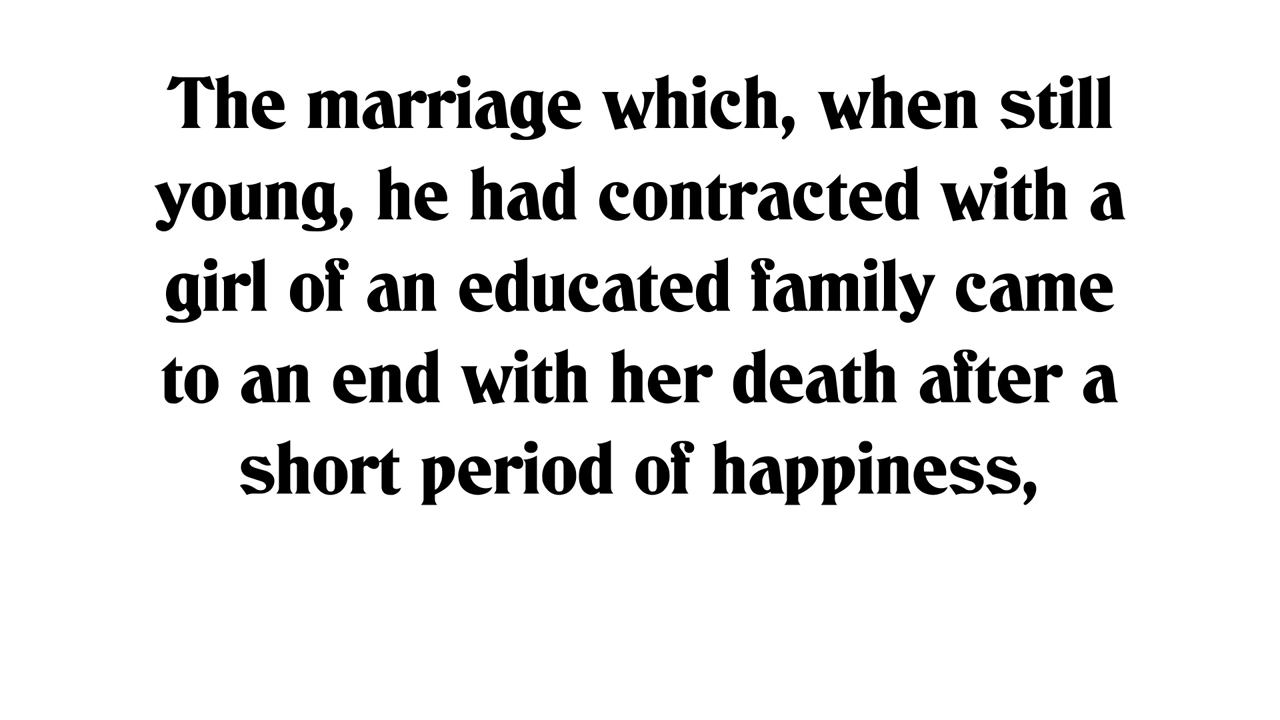 The marriage which, when still
young, he had contracted with a
girl of an educated family came
to an end with her death after a
short period of happiness,